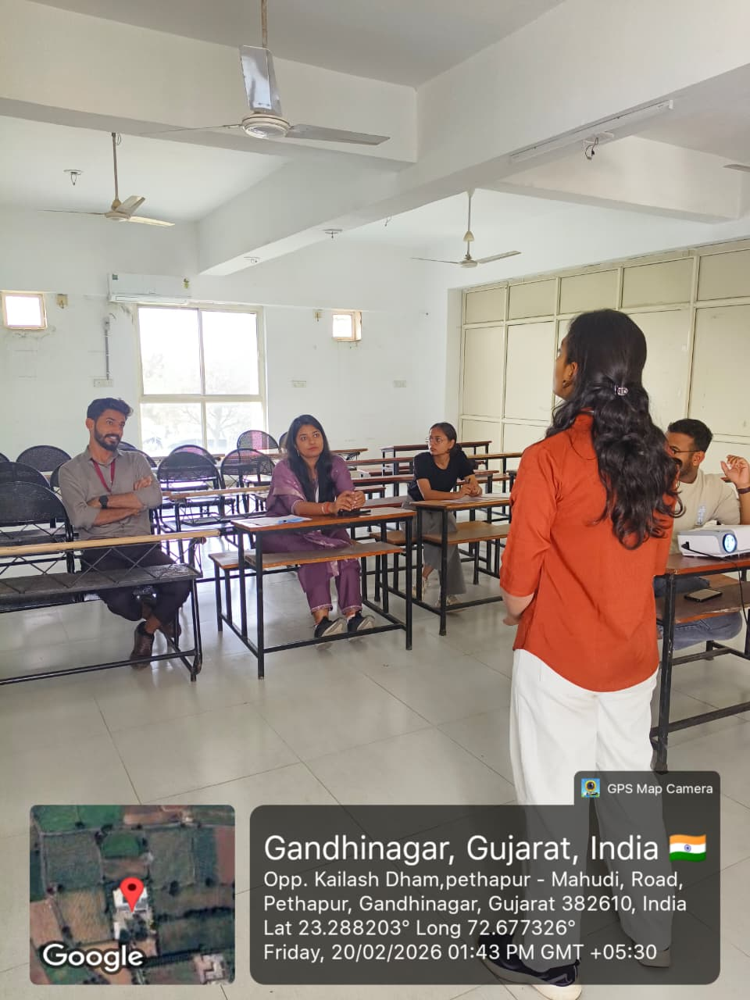 GPS Map Camera
Gandhinagar, Gujarat, India 🇮🇳
Opp. Kailash Dham,pethapur - Mahudi, Road,
Pethapur, Gandhinagar, Gujarat 382610, India
Lat 23.288203° Long 72.677326°
Friday, 20/02/2026 01:43 PM GMT +05:30
Google